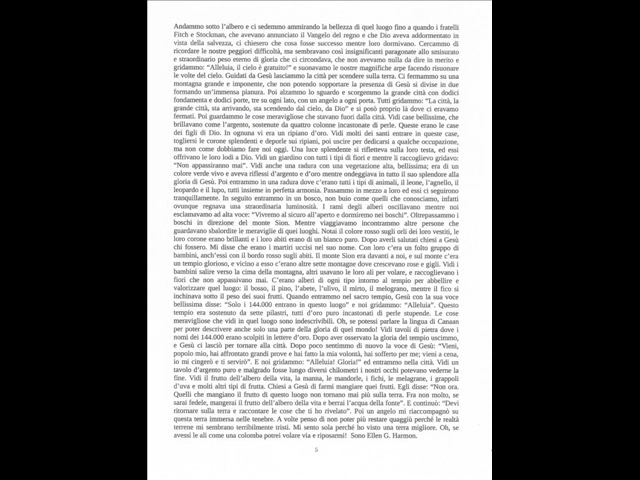 Andammo sotto l'albero e ci sedemmo ammirando la bellezza di quel luogo fino a quando i fratelli
Fitch e Stockman, che avevano annunciato il Vangelo del regno e che Dio aveva addormentato in
vista della salvezza, ci chiesero che cosa fosse successo mentre loro dormivano. Cercammo di
ricordare le nostre peggiori difficoltà, ma sembravano così insignificanti paragonate allo smisurato
e straordinario peso eterno di gloria che ci circondava, che non avevamo nulla da dire in merito e
gridammo: “Alleluia, il cielo è gratuito!” e suonavamo le nostre magnifiche arpe facendo risuonare
le volte del cielo. Guidati da Gesù lasciammo la città per scendere sulla terra. Ci fermammo su una
montagna grande e imponente, che non potendo sopportare la presenza di Gesù si divise in due
formando un'immensa pianura. Poi alzammo lo sguardo e scorgemmo la grande città con dodici
fondamenta e dodici porte, tre su ogni lato, con un angelo a ogni porta. Tutti gridammo: “La città, la
grande città, sta arrivando, sta scendendo dal cielo, da Dio” e si posò proprio là dove ci eravamo
fermati. Poi guardammo le cose meravigliose che stavano fuori dalla città. Vidi case bellissime, che
brillavano come l'argento, sostenute da quattro colonne incastonate di perle. Queste erano le case
dei figli di Dio. In ognuna vi era un ripiano d'oro. Vidi molti dei santi entrare in queste case,
togliersi le corone splendenti e deporle sui ripiani, poi uscire per dedicarsi a qualche occupazione,
ma non come dobbiamo fare noi oggi. Una luce splendente si rifletteva sulla loro testa, ed essi
offrivano le loro lodi a Dio. Vidi un giardino con tutti i tipi di fiori e mentre li raccoglievo gridavo:
“Non appassiranno mai”. Vidi anche una radura con una vegetazione alta, bellissima; era di un
colore verde vivo e aveva riflessi d'argento e d'oro mentre ondeggiava in tutto il suo splendore alla
gloria di Gesù. Poi entrammo in una radura dove c'erano tutti i tipi di animali, il leone, l'agnello, il
leopardo e il lupo, tutti insieme in perfetta armonia. Passammo in mezzo a loro ed essi ci seguirono
tranquillamente. In seguito entrammo in un bosco, non buio come quelli che conosciamo, infatti
ovunque regnava una straordinaria luminosità. I rami degli alberi oscillavano mentre noi
esclamavamo ad alta voce: “Vivremo al sicuro all'aperto e dormiremo nei boschi”. Oltrepassammo i
boschi in direzione del monte Sion. Mentre viaggiavamo incontrammo altre persone che
guardavano sbalordite le meraviglie di quei luoghi. Notai il colore rosso sugli orli dei loro vestiti, le
loro corone erano brillanti e i loro abiti erano di un bianco puro. Dopo averli salutati chiesi a Gesù
chi fossero. Mi disse che erano i martiri uccisi nel suo nome. Con loro c'era un folto gruppo di
bambini, anch'essi con il bordo rosso sugli abiti. Il monte Sion era davanti a noi, e sul monte c'era
un tempio glorioso, e vicino a esso c'erano altre sette montagne dove crescevano rose e gigli. Vidi i
bambini salire verso la cima della montagna, altri usavano le loro ali per volare, e raccoglievano i
fiori che non appassivano mai. C'erano alberi di ogni tipo intorno al tempio per abbellire e
valorizzare quel luogo: il bosso, il pino, l'abete, l'ulivo, il mirto, il melograno, mentre il fico si
inchinava sotto il peso dei suoi frutti. Quando entrammo nel sacro tempio, Gesù con la sua voce
bellissima disse: “Solo i 144.000 entrano in questo luogo” e noi gridammo: “Alleluia”. Questo
tempio era sostenuto da sette pilastri, tutti d'oro puro incastonati di perle stupende. Le cose
meravigliose che vidi in quel luogo sono indescrivibili. Oh, se potessi parlare la lingua di Canaan
per poter descrivere anche solo una parte della gloria di quel mondo! Vidi tavoli di pietra dove i
nomi dei 144.000 erano scolpiti in lettere d'oro. Dopo aver osservato la gloria del tempio uscimmo,
e Gesù ci lasciò per tornare alla città. Dopo poco sentimmo di nuovo la voce di Gesù: “Vieni,
popolo mio, hai affrontato grandi prove e hai fatto la mia volontà, hai sofferto per me; vieni a cena,
io mi cingerò e ti servirò”. E noi gridammo: “Alleluia! Gloria!” ed entrammo nella città. Vidi un
tavolo d'argento puro e malgrado fosse lungo diversi chilometri i nostri occhi potevano vederne la
fine. Vidi il frutto dell'albero della vita, la manna, le mandorle, i fichi, le melagrane, i grappoli
d'uva e molti altri tipi di frutta. Chiesi a Gesù di farmi mangiare quei frutti. Egli disse: “Non ora.
Quelli che mangiano il frutto di questo luogo non tornano mai più sulla terra. Fra non molto, se
sarai fedele, mangerai il frutto dell'albero della vita e berrai l'acqua della fonte”. E continuò: “Devi
ritornare sulla terra e raccontare le cose che ti ho rivelato”. Poi un angelo mi riaccompagnò su
questa terra immersa nelle tenebre. A volte penso di non poter più restare quaggiù perché le realtà
terrene mi sembrano terribilmente tristi. Mi sento sola perché ho visto una terra migliore. Oh, se
avessi le ali come una colomba potrei volare via e riposarmi! Sono Ellen G. Harmon.
5